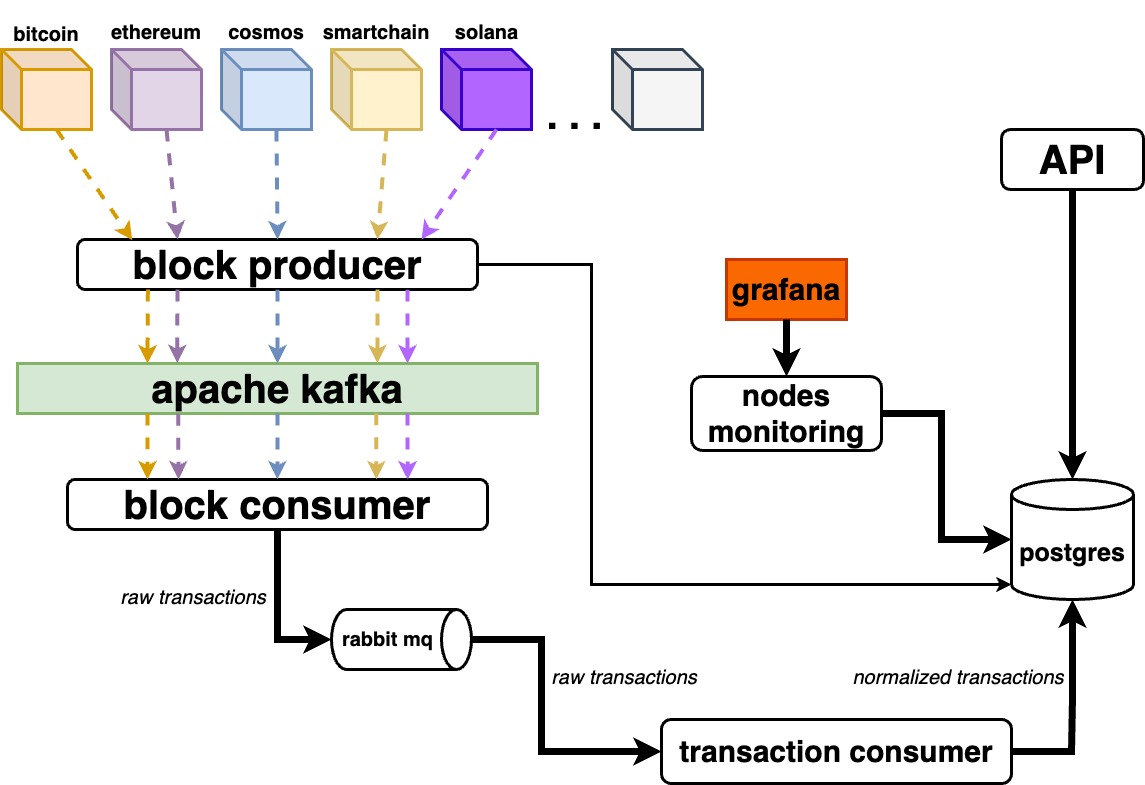 bitcoin
ethereum
cosmos
smartchain
solana
...
API
block producer
grafana
apache kafka
nodes
monitoring
block consumer
postgres
raw transactions
rabbit mq
raw transactions
normalized transactions
transaction consumer